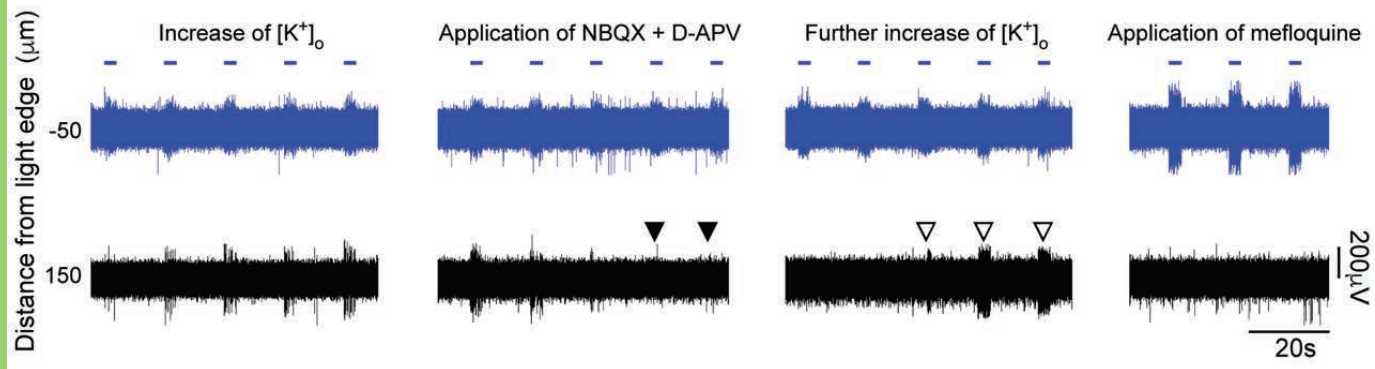 Distance from light edge (μm)
Increase of [K⁺]ₒ
Application of NBQX + D-APV
Further increase of [K⁺]ₒ
Application of mefloquine
-50
150
200μV
20s